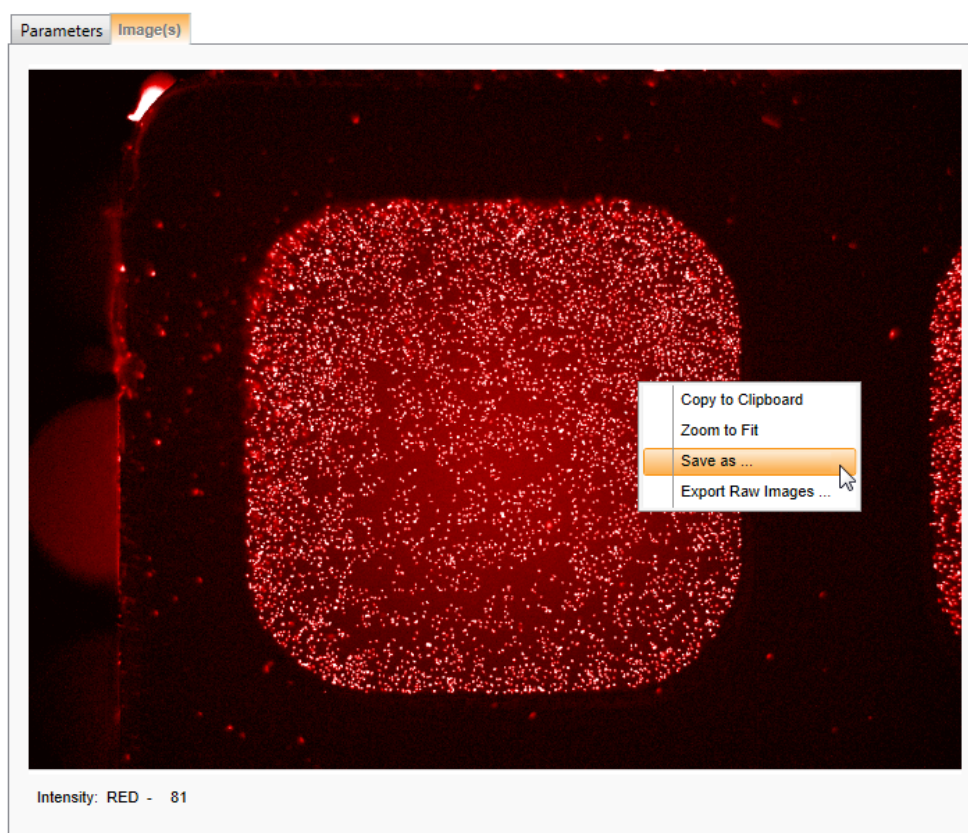 Parameters Image(s)
Copy to Clipboard
Zoom to Fit
Save as ...
Export Raw Images ...
Intensity: RED - 81